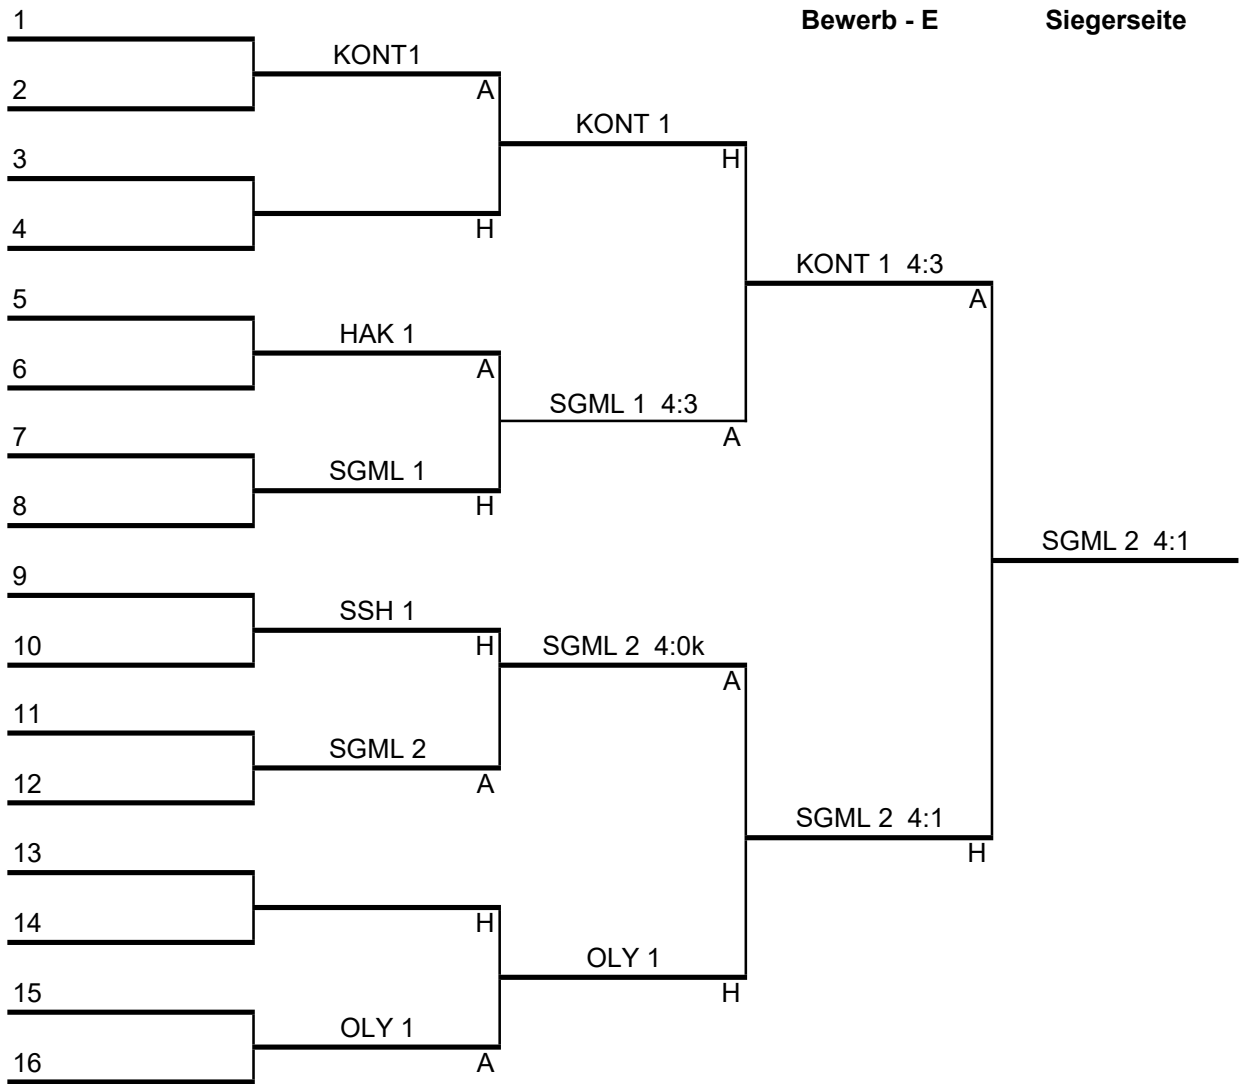 1 Bewerb - E Siegerseite
KONT1
2 A
KONT 1
3 H
4 H
KONT 1 4:3
5 A
HAK 1
6 A
SGML 1 4:3
7 A
SGML 1
8 H
SGML 2 4:1
9
SSH 1
10 H SGML 2 4:0k
A
11
SGML 2
12 A
SGML 2 4:1
13 H
14 H
OLY 1
15 H
OLY 1
16 A